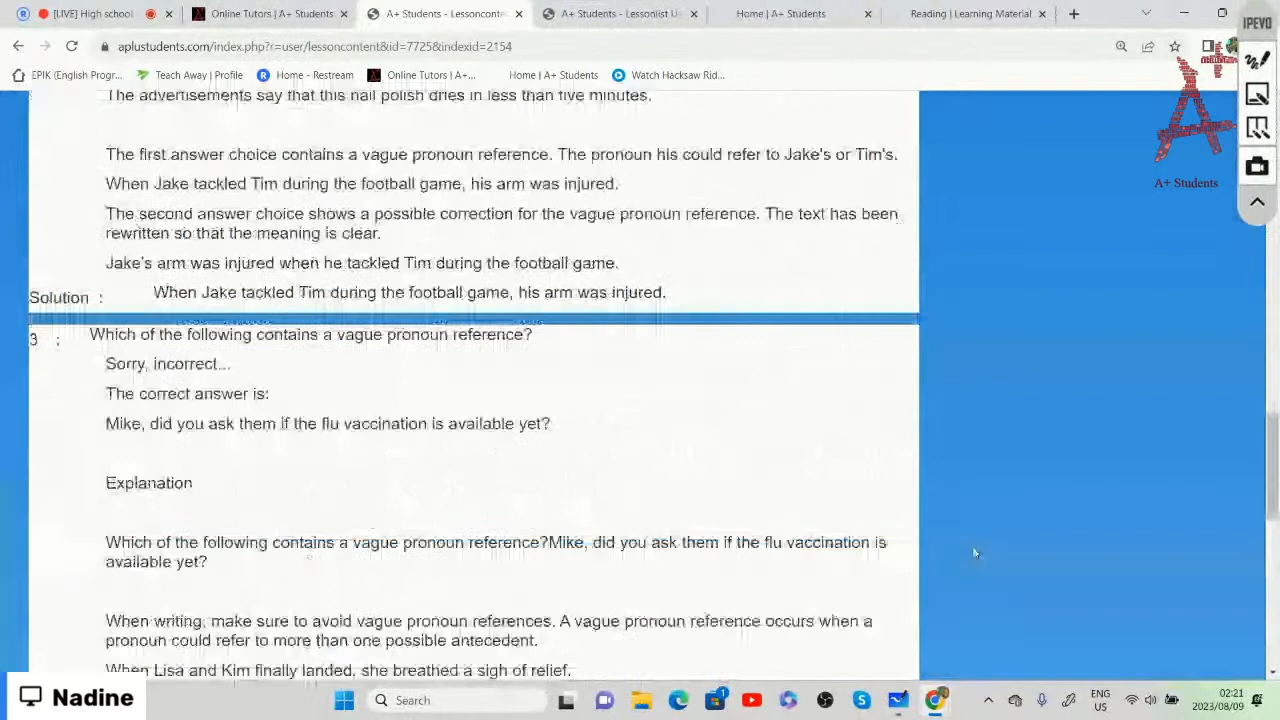 [LIVE] High school
Online Tutors | A+ Students
A+ Students - Lessonconte
A+ Students - Lessonlist U
Home | A+ Students
Reading | Learning Material
IPEVO
aplustudents.com/index.php?r=user/lessoncontent&id=7725&indexid=2154
EPIK (English Progr...
Teach Away | Profile
Home - Restream
Online Tutors | A+...
Home | A+ Students
Watch Hacksaw Rid...
The advertisements say that this nail polish dries in less than five minutes.
A+ Students
The first answer choice contains a vague pronoun reference. The pronoun his could refer to Jake's or Tim's.
When Jake tackled Tim during the football game, his arm was injured.
The second answer choice shows a possible correction for the vague pronoun reference. The text has been
rewritten so that the meaning is clear.
Jake's arm was injured when he tackled Tim during the football game.
Solution : When Jake tackled Tim during the football game, his arm was injured.
3 : Which of the following contains a vague pronoun reference?
Sorry, incorrect...
The correct answer is:
Mike, did you ask them if the flu vaccination is available yet?
Explanation
Which of the following contains a vague pronoun reference?Mike, did you ask them if the flu vaccination is
available yet?
When writing, make sure to avoid vague pronoun references. A vague pronoun reference occurs when a
pronoun could refer to more than one possible antecedent.
When Lisa and Kim finally landed, she breathed a sigh of relief.
Nadine
Search
ENG
US
02:21
2023/08/09